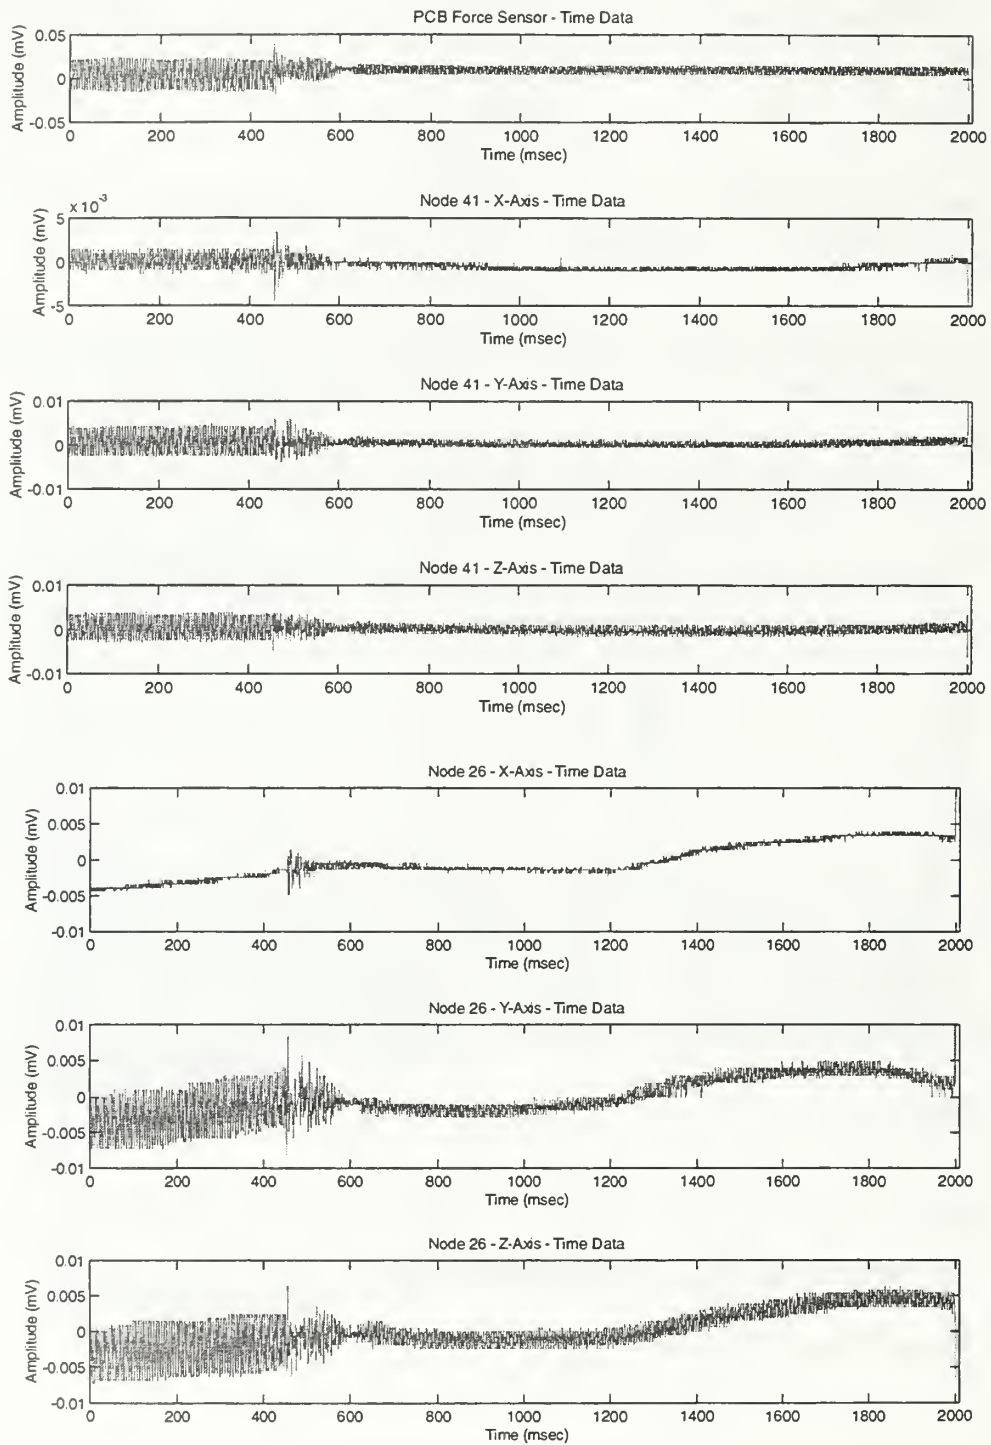 PCB Force Sensor - Time Data
Amplitude (mV)
0.05
0
-0.05
0 200 400 600 800 1000 1200 1400 1600 1800 2000
Time (msec)
Node 41 - X-Axis - Time Data
x 10^-3
Amplitude (mV)
5
0
-5
0 200 400 600 800 1000 1200 1400 1600 1800 2000
Time (msec)
Node 41 - Y-Axis - Time Data
Amplitude (mV)
0.01
0
-0.01
0 200 400 600 800 1000 1200 1400 1600 1800 2000
Time (msec)
Node 41 - Z-Axis - Time Data
Amplitude (mV)
0.01
0
-0.01
0 200 400 600 800 1000 1200 1400 1600 1800 2000
Time (msec)
Node 26 - X-Axis - Time Data
Amplitude (mV)
0.01
0.005
0
-0.005
-0.01
0 200 400 600 800 1000 1200 1400 1600 1800 2000
Time (msec)
Node 26 - Y-Axis - Time Data
Amplitude (mV)
0.01
0.005
0
-0.005
-0.01
0 200 400 600 800 1000 1200 1400 1600 1800 2000
Time (msec)
Node 26 - Z-Axis - Time Data
Amplitude (mV)
0.01
0.005
0
-0.005
-0.01
0 200 400 600 800 1000 1200 1400 1600 1800 2000
Time (msec)